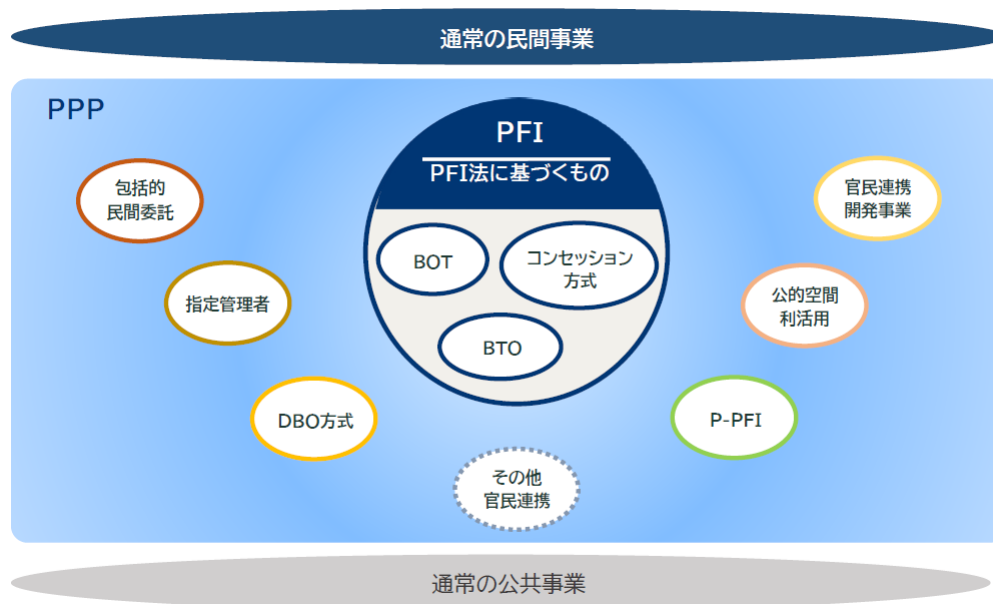 通常の民間事業
PPP
PFI
PFI法に基づくもの
包括的
民間委託
官民連携
開発事業
BOT
コンセッション
方式
指定管理者
公的空間
利活用
BTO
DBO方式
P-PFI
その他
官民連携
通常の公共事業